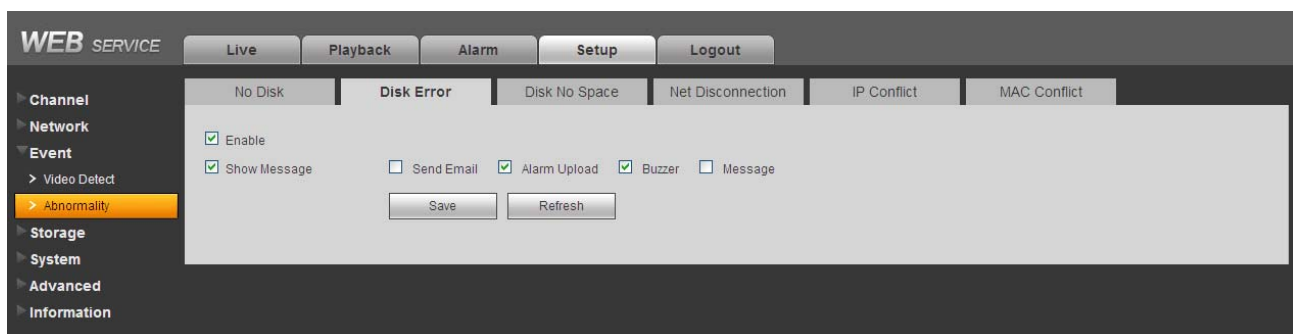 WEB SERVICE
Live Playback Alarm Setup Logout
Channel
Network
Event
> Video Detect
> Abnormality
Storage
System
Advanced
Information
No Disk Disk Error Disk No Space Net Disconnection IP Conflict MAC Conflict
Enable
Show Message Send Email Alarm Upload Buzzer Message
Save Refresh